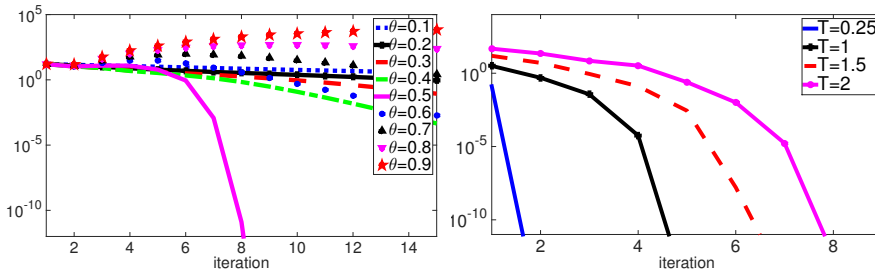 10^5
10^0
10^-5
10^-10
2 4 6 8 10 12 14
iteration
θ=0.1
θ=0.2
θ=0.3
θ=0.4
θ=0.5
θ=0.6
θ=0.7
θ=0.8
θ=0.9
10^0
10^-5
10^-10
2 4 6 8
iteration
T=0.25
T=1
T=1.5
T=2